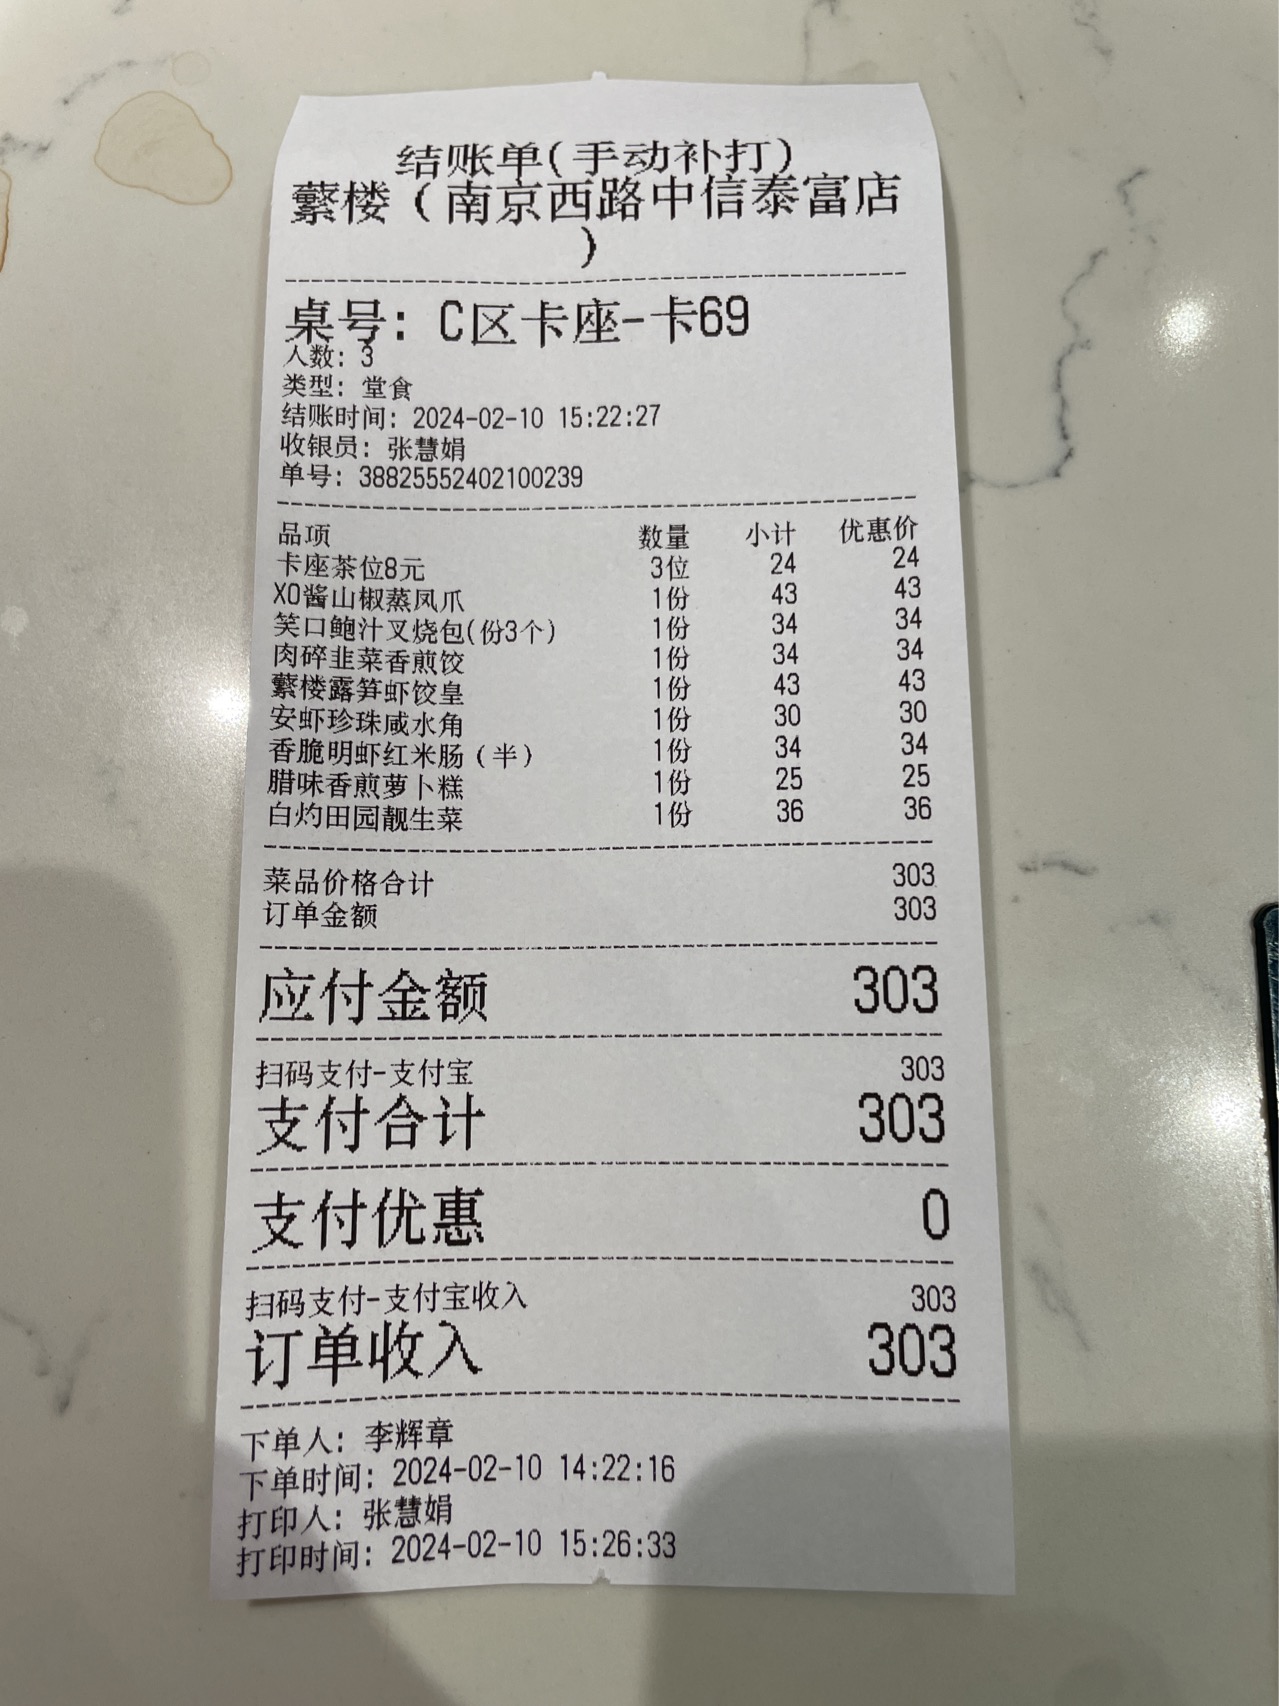 结账单(手动补打)
蘩楼（南京西路中信泰富店
）
桌号: C区卡座-卡69
人数: 3
类型: 堂食
结账时间: 2024-02-10 15:22:27
收银员: 张慧娟
单号: 38825552402100239
品项 数量 小计 优惠价
卡座茶位8元 3位 24 24
XO酱山椒蒸凤爪 1份 43 43
笑口鲍汁叉烧包(份3个) 1份 34 34
肉碎韭菜香煎饺 1份 34 34
蘩楼露笋虾饺皇 1份 43 43
安虾珍珠咸水角 1份 30 30
香脆明虾红米肠（半） 1份 34 34
腊味香煎萝卜糕 1份 25 25
白灼田园靓生菜 1份 36 36
菜品价格合计 303
订单金额 303
应付金额 303
扫码支付-支付宝 303
支付合计 303
支付优惠 0
扫码支付-支付宝收入 303
订单收入 303
下单人: 李辉章
下单时间: 2024-02-10 14:22:16
打印人: 张慧娟
打印时间: 2024-02-10 15:26:33